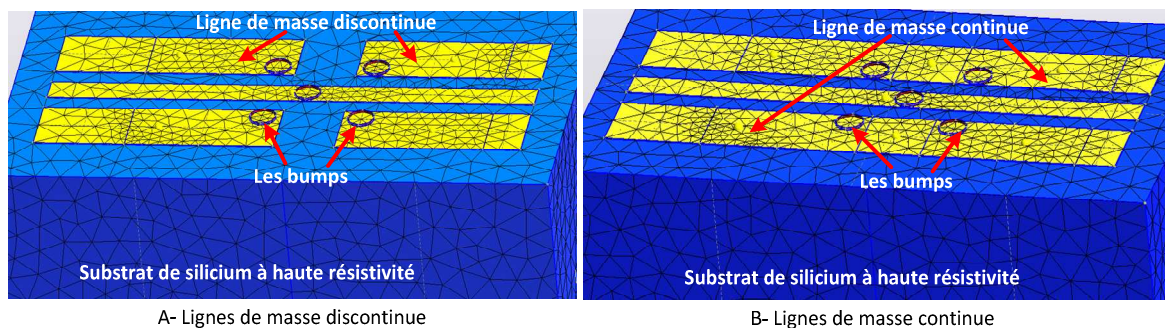 Ligne de masse discontinue
Les bumps
Substrat de silicium à haute résistivité
A- Lignes de masse discontinue
Ligne de masse continue
Les bumps
Substrat de silicium à haute résistivité
B- Lignes de masse continue